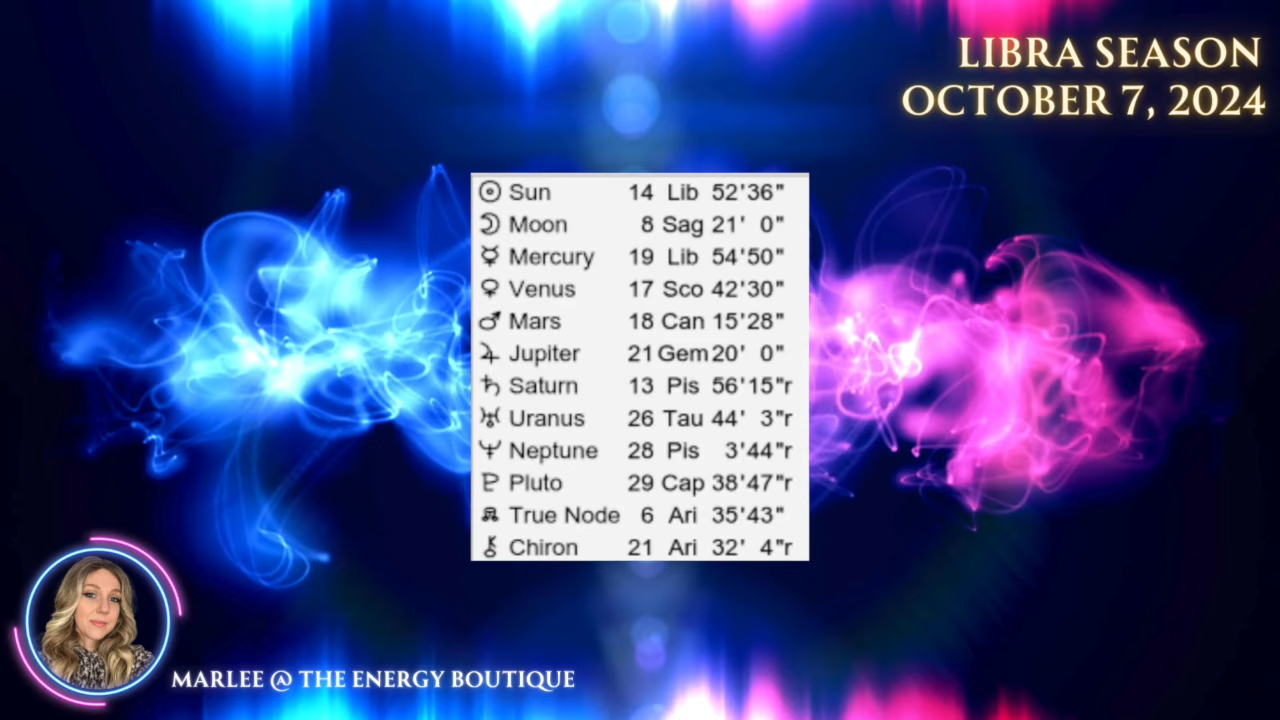 LIBRA SEASON
OCTOBER 7, 2024
☉ Sun 14 Lib 52'36"
☽ Moon 8 Sag 21' 0"
☿ Mercury 19 Lib 54'50"
♀ Venus 17 Sco 42'30"
♂ Mars 18 Can 15'28"
♃ Jupiter 21 Gem 20' 0"
♄ Saturn 13 Pis 56'15"r
♅ Uranus 26 Tau 44' 3"r
♆ Neptune 28 Pis 3'44"r
♇ Pluto 29 Cap 38'47"r
☊ True Node 6 Ari 35'43"
⚷ Chiron 21 Ari 32' 4"r
MARLEE @ THE ENERGY BOUTIQUE